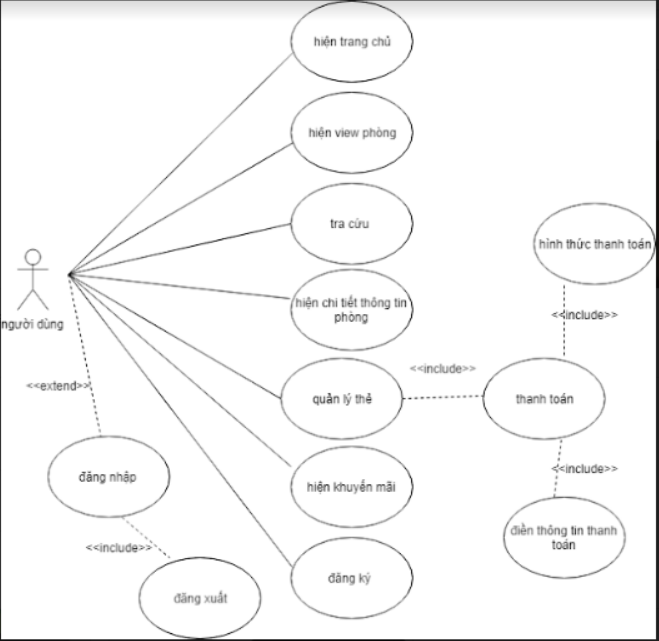 hiện trang chủ
hiện view phòng
tra cứu
hình thức thanh toán
hiện chi tiết thông tin
phòng
người dùng
<<include>>
<<include>>
<<extend>>
quản lý thẻ
thanh toán
đăng nhập
hiện khuyến mãi
<<include>>
điền thông tin thanh
toán
<<include>>
đăng ký
đăng xuất